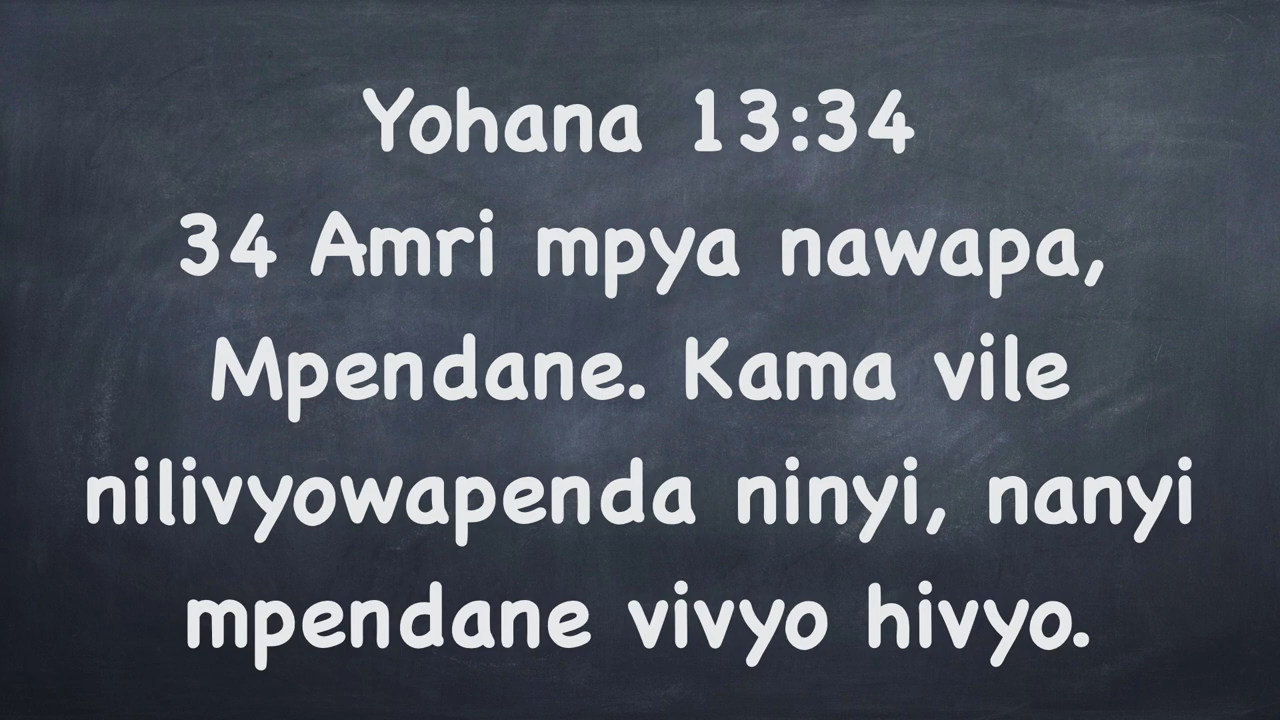 Yohana 13:34
34 Amri mpya nawapa,
Mpendane. Kama vile
nilivyowapenda ninyi, nanyi
mpendane vivyo hivyo.